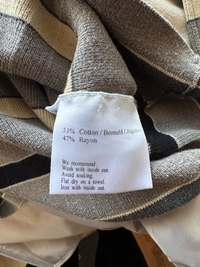 53% Cotton / Bomuld /
47% Rayon
We recommend
Wash with inside out.
Avoid soaking.
Flat dry on a towel.
Iron with inside out.